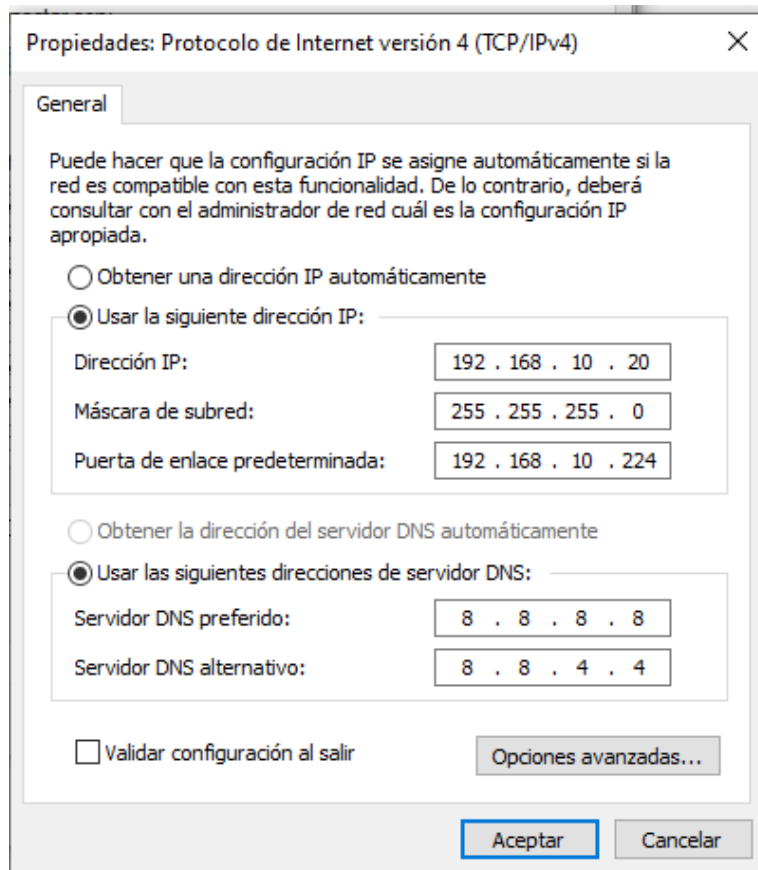 Propiedades: Protocolo de Internet versión 4 (TCP/IPv4)
General
Puede hacer que la configuración IP se asigne automáticamente si la
red es compatible con esta funcionalidad. De lo contrario, deberá
consultar con el administrador de red cuál es la configuración IP
apropiada.
Obtener una dirección IP automáticamente
Usar la siguiente dirección IP:
Dirección IP: 192 . 168 . 10 . 20
Máscara de subred: 255 . 255 . 255 . 0
Puerta de enlace predeterminada: 192 . 168 . 10 . 224
Obtener la dirección del servidor DNS automáticamente
Usar las siguientes direcciones de servidor DNS:
Servidor DNS preferido: 8 . 8 . 8 . 8
Servidor DNS alternativo: 8 . 8 . 4 . 4
Validar configuración al salir
Opciones avanzadas...
Aceptar Cancelar